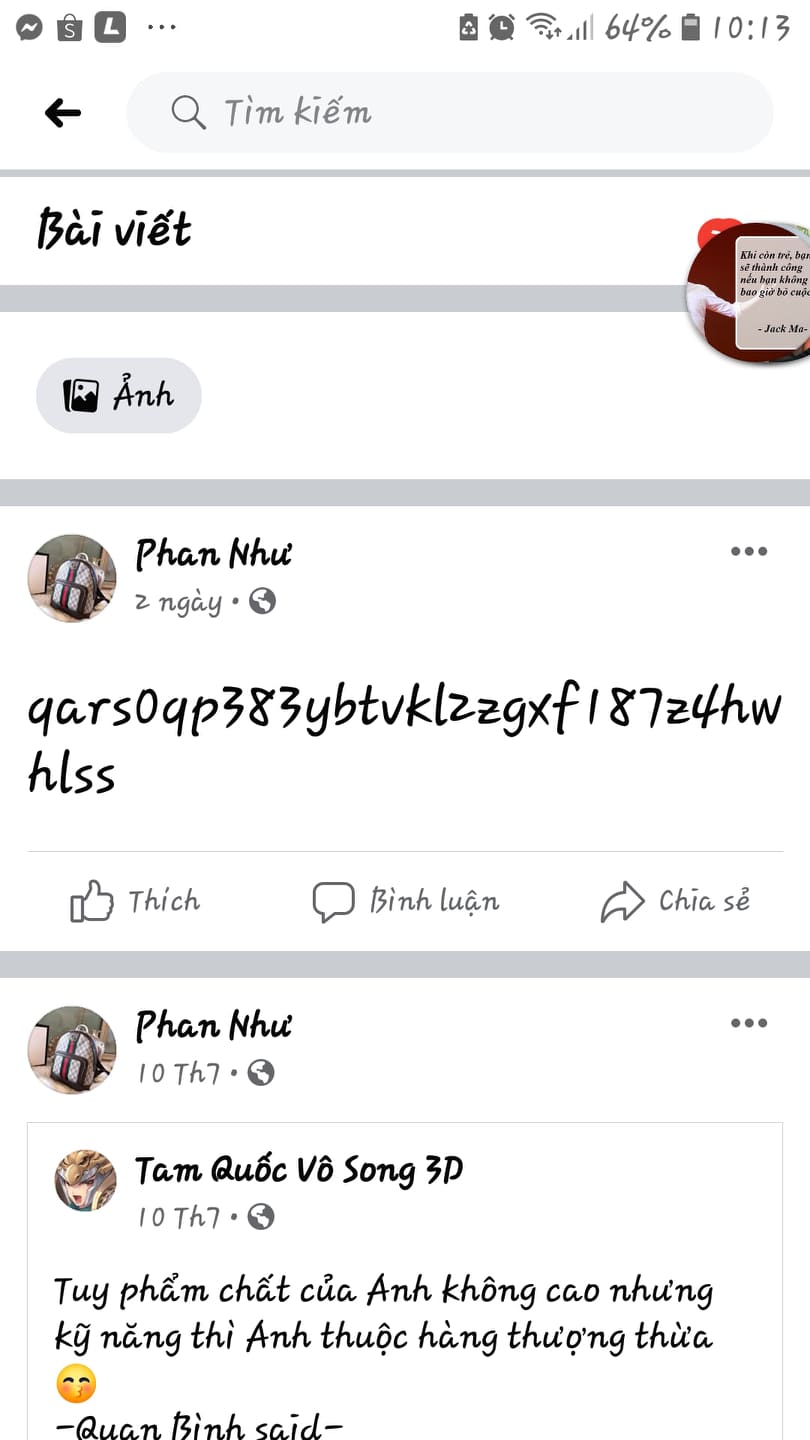 64% 10:13
Tìm kiếm
Bài viết
Khi còn trẻ, bạn
sẽ thành công
nếu bạn không
bao giờ bỏ cuộc
- Jack Ma-
Ảnh
Phan Như
2 ngày •
qars0qp383ybtvklzzgxf187z4hw
hlss
Thích Bình luận Chia sẻ
Phan Như
10 Th7 •
Tam Quốc Vô Song 3D
10 Th7 •
Tuy phẩm chất của Anh không cao nhưng
kỹ năng thì Anh thuộc hàng thượng thừa
😙
-Quan Bình said-